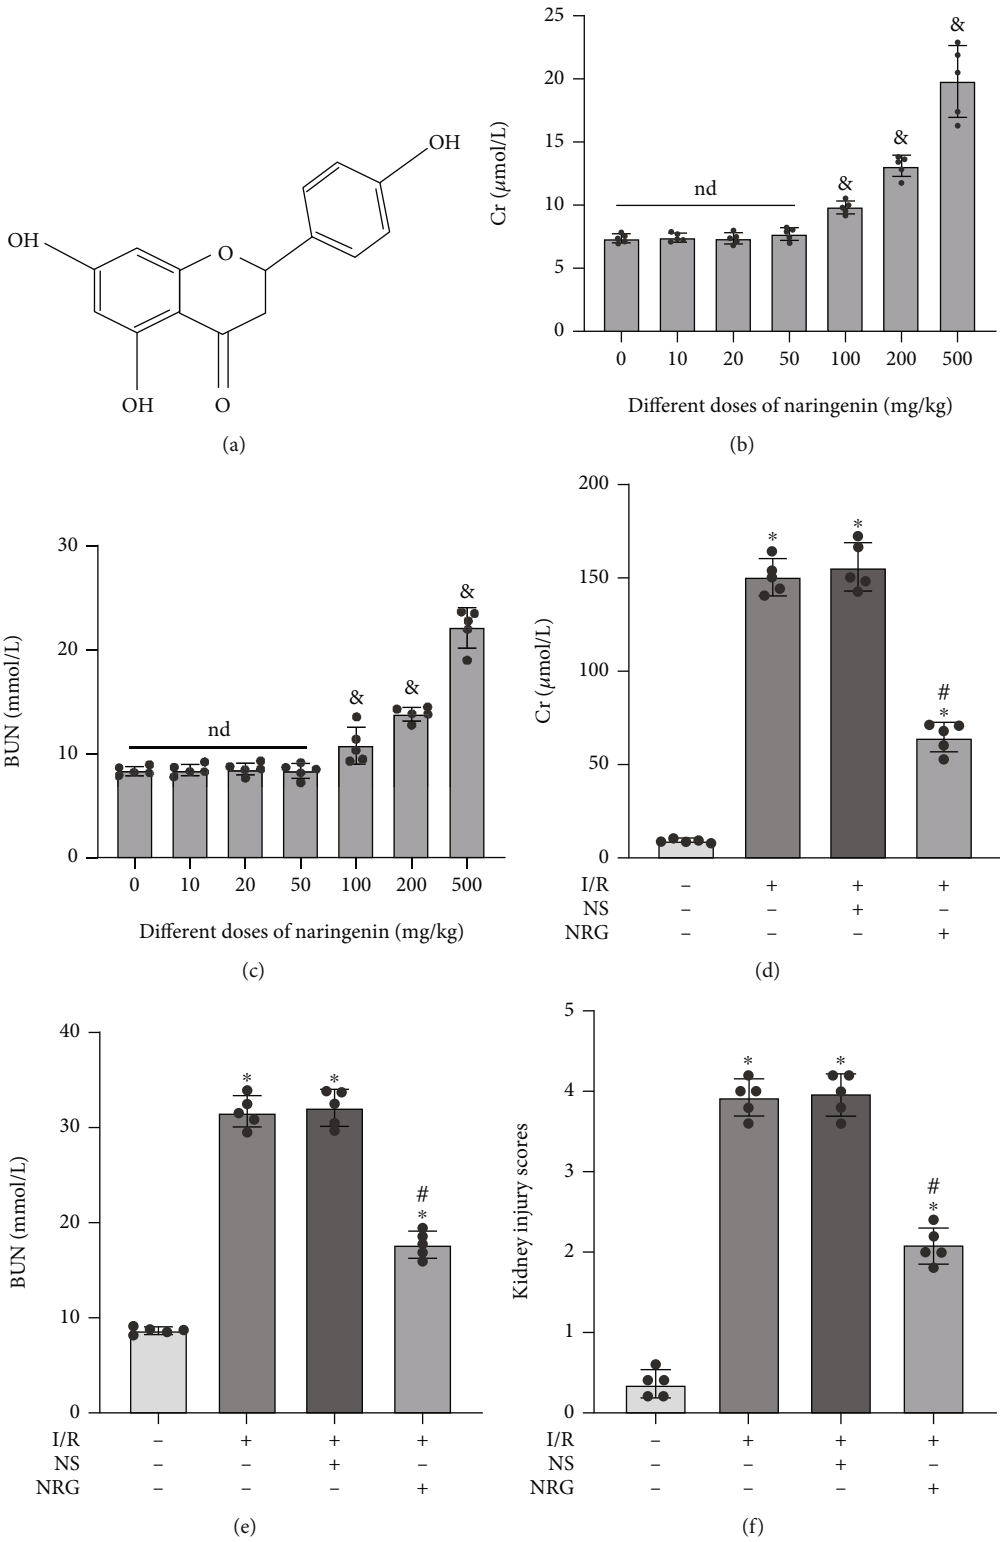 OH
OH
O
OH
O
(a)
Cr (μmol/L)
25
20
15
10
5
0
nd
&
&
&
0 10 20 50 100 200 500
Different doses of naringenin (mg/kg)
(b)
BUN (mmol/L)
30
20
10
0
nd
&
&
&
0 10 20 50 100 200 500
Different doses of naringenin (mg/kg)
(c)
Cr (μmol/L)
200
150
100
50
0
*
*
#
*
I/R – + + +
NS – – + –
NRG – – – +
(d)
BUN (mmol/L)
40
30
20
10
0
*
*
#
*
I/R – + + +
NS – – + –
NRG – – – +
(e)
Kidney injury scores
5
4
3
2
1
0
*
*
#
*
I/R – + + +
NS – – + –
NRG – – – +
(f)